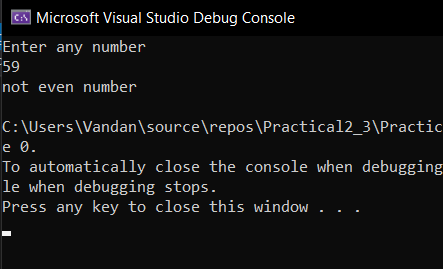 C:\ Microsoft Visual Studio Debug Console
Enter any number
59
not even number
C:\Users\Vandan\source\repos\Practical2_3\Practic
e 0.
To automatically close the console when debugging
le when debugging stops.
Press any key to close this window . . .